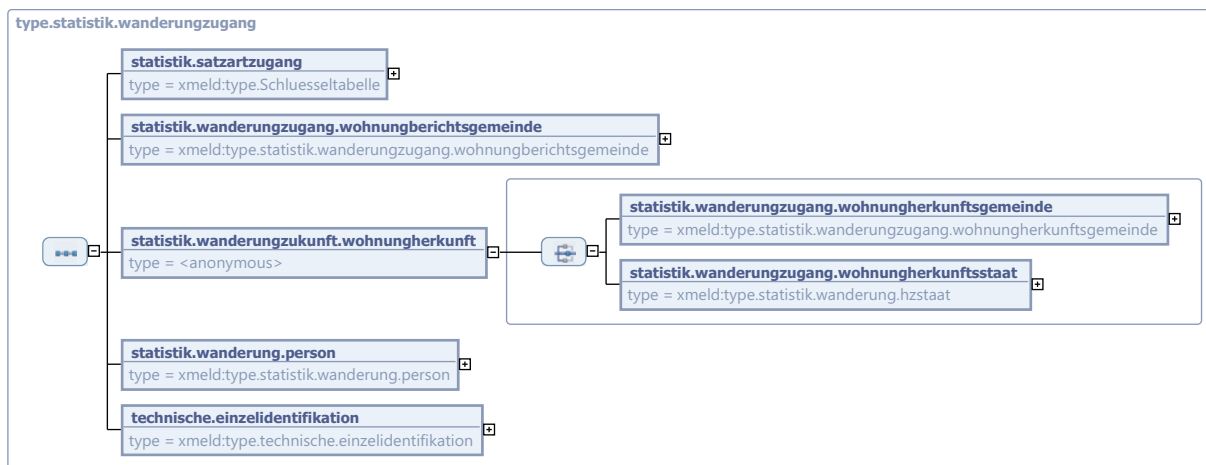 type.statistik.wanderungzugang
statistik.satzartzugang
type = xmeld:type.Schluesseltabelle
statistik.wanderungzugang.wohnungberichtsgemeinde
type = xmeld:type.statistik.wanderungzugang.wohnungberichtsgemeinde
statistik.wanderungzukunft.wohnungherkunft
type = <anonymous>
statistik.wanderungzugang.wohnungherkunftsgemeinde
type = xmeld:type.statistik.wanderungzugang.wohnungherkunftsgemeinde
statistik.wanderungzugang.wohnungherkunftsstaat
type = xmeld:type.statistik.wanderung.hzstaat
statistik.wanderung.person
type = xmeld:type.statistik.wanderung.person
technische.einzelidentifikation
type = xmeld:type.technische.einzelidentifikation